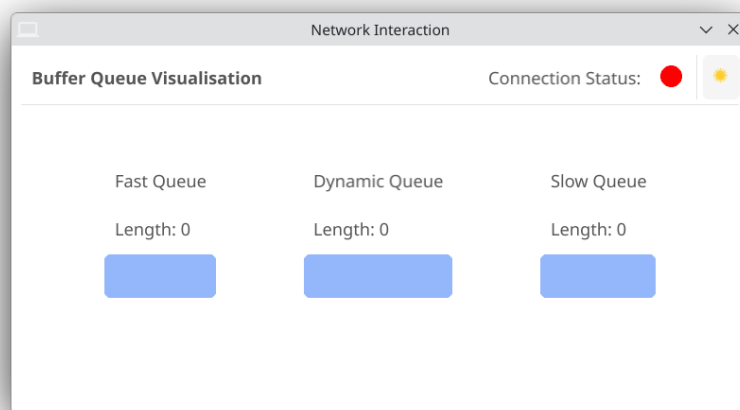 Network Interaction
Buffer Queue Visualisation
Connection Status:
Fast Queue
Dynamic Queue
Slow Queue
Length: 0
Length: 0
Length: 0